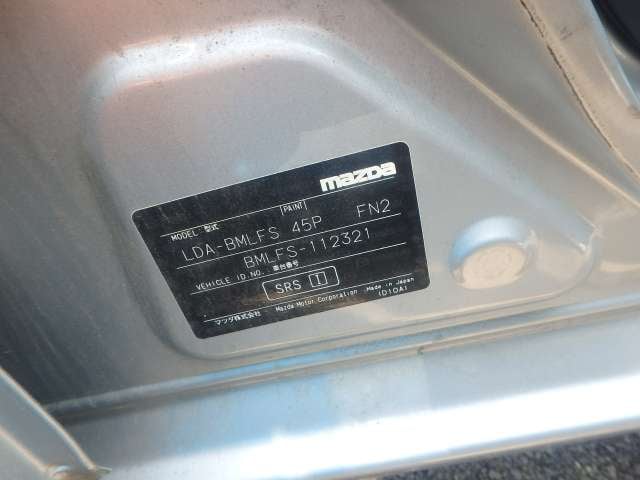 mazda
MODEL 型式 PAINT
LDA-BMLFS 45P FN2
BMLFS-112321
VEHICLE ID.NO. 車台番号
SRS I
マツダ株式会社 Mazda Motor Corporation Made in Japan
(D10A)